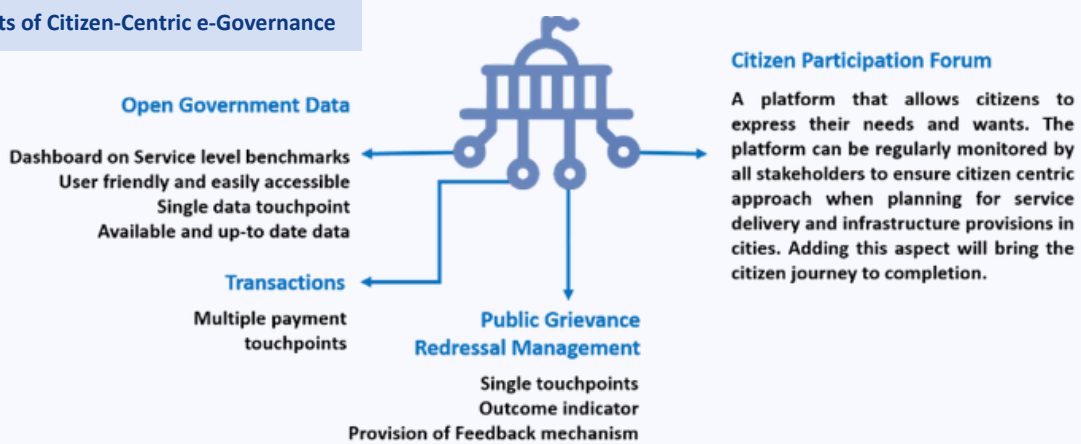 of Citizen-Centric e-Governance
Open Government Data
Dashboard on Service level benchmarks
User friendly and easily accessible
Single data touchpoint
Available and up-to date data
Transactions
Multiple payment
touchpoints
Public Grievance
Redressal Management
Single touchpoints
Outcome indicator
Provision of Feedback mechanism
Citizen Participation Forum
A platform that allows citizens to
express their needs and wants. The
platform can be regularly monitored by
all stakeholders to ensure citizen centric
approach when planning for service
delivery and infrastructure provisions in
cities. Adding this aspect will bring the
citizen journey to completion.